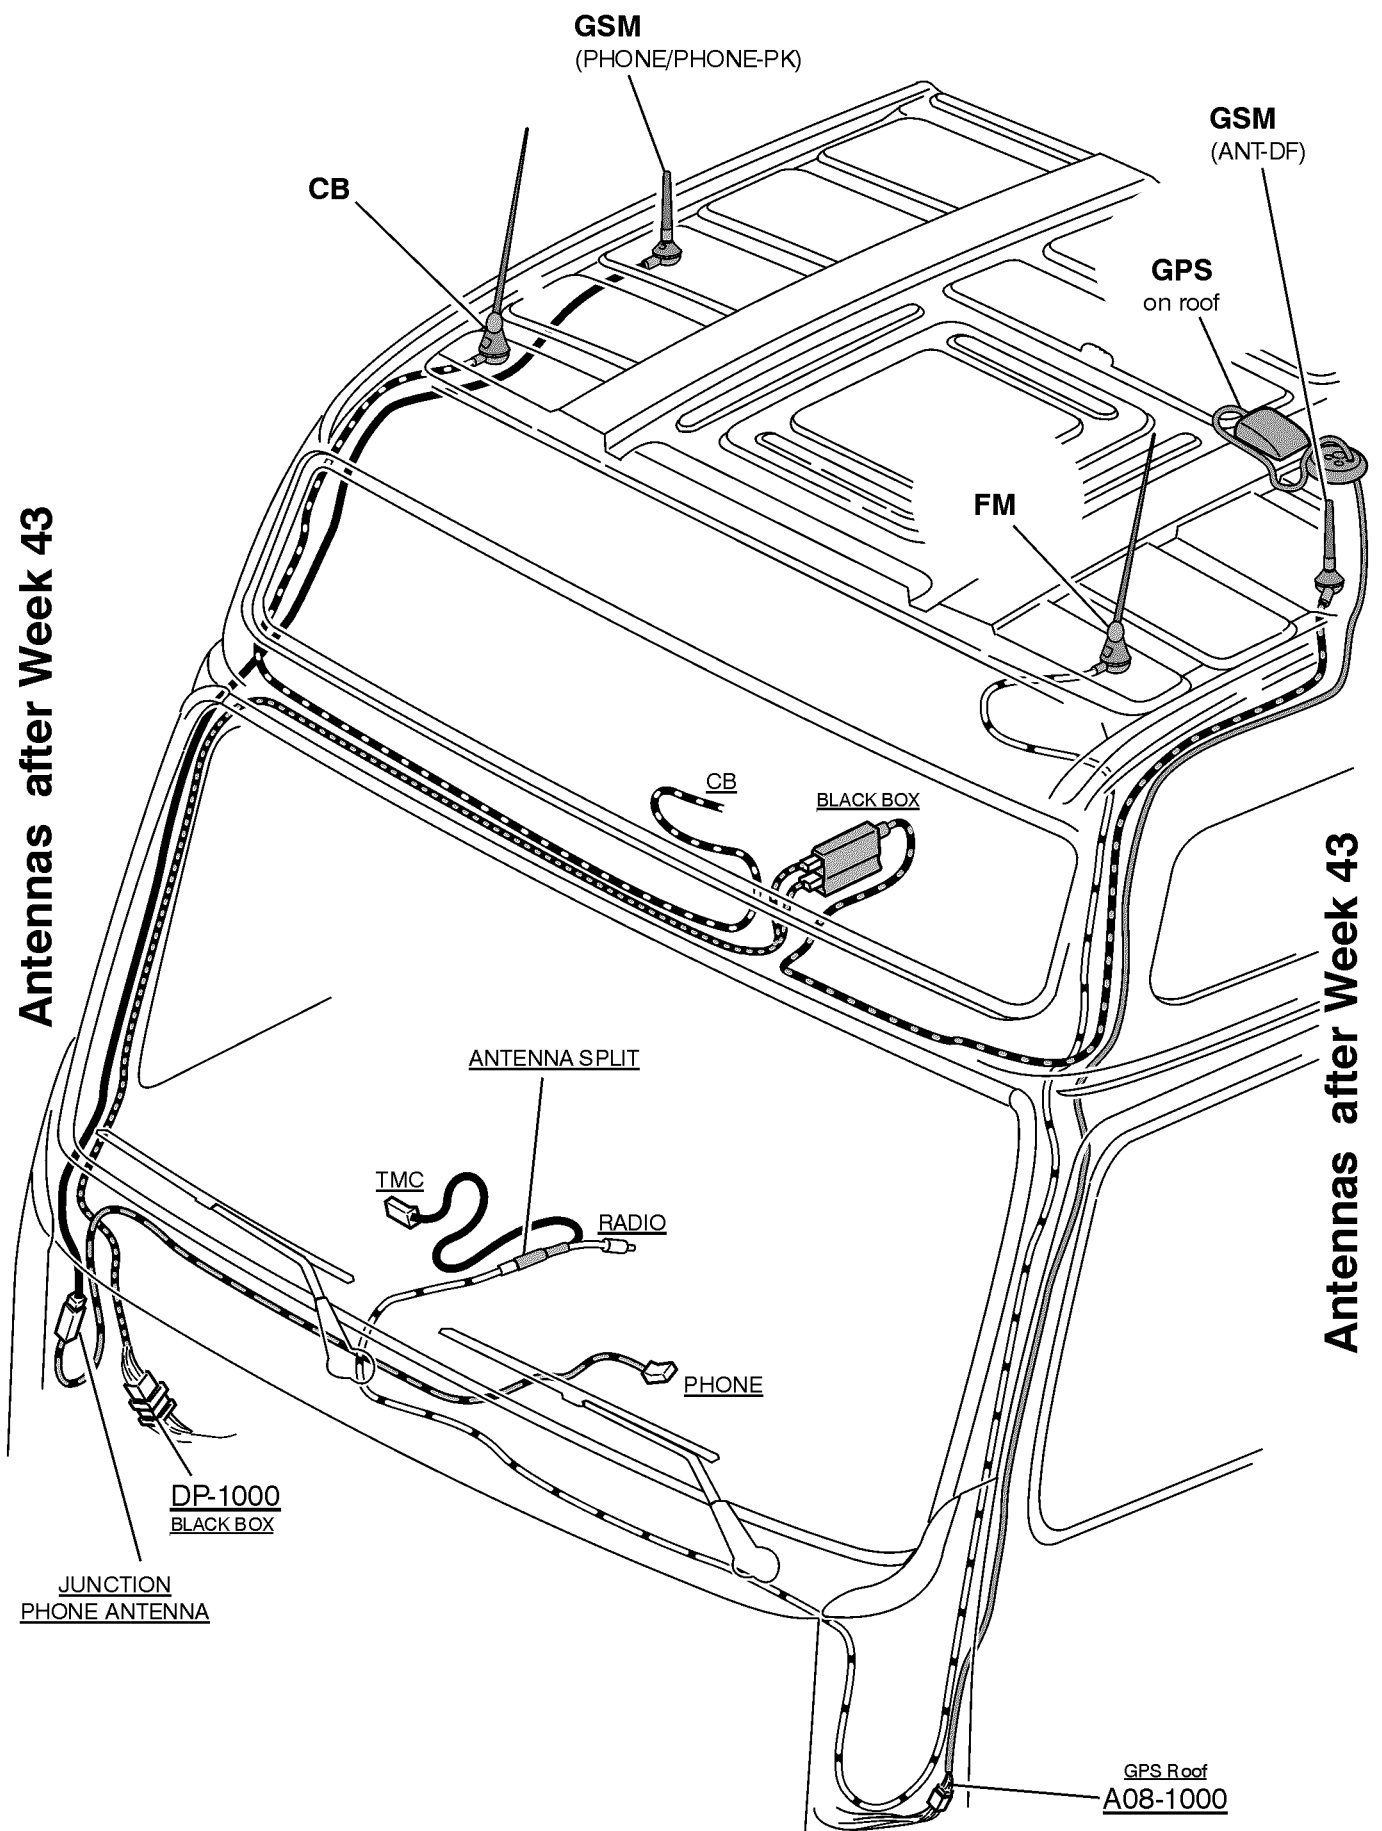 GSM
(PHONE/PHONE-PK)
GSM
(ANT-DF)
CB
GPS
on roof
FM
Antennas after Week 43
CB
BLACK BOX
Antennas after Week 43
ANTENNA SPLIT
TMC
RADIO
PHONE
DP-1000
BLACK BOX
JUNCTION
PHONE ANTENNA
GPS Roof
A08-1000